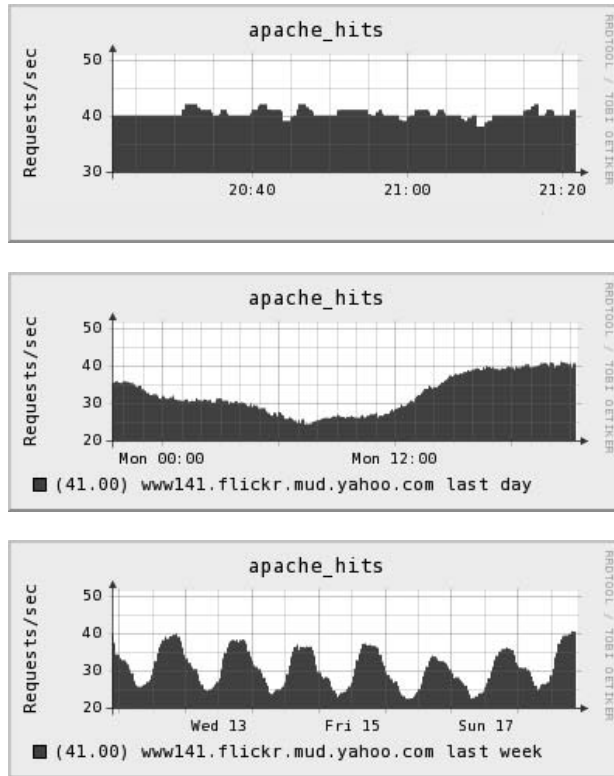 apache_hits
Requests/sec
50
40
30
20:40 21:00 21:20
RRDTOOL / TOBI OETIKER
apache_hits
Requests/sec
50
40
30
20
Mon 00:00 Mon 12:00
(41.00) www141.flickr.mud.yahoo.com last day
RRDTOOL / TOBI OETIKER
apache_hits
Requests/sec
50
40
30
20
Wed 13 Fri 15 Sun 17
(41.00) www141.flickr.mud.yahoo.com last week
RRDTOOL / TOBI OETIKER